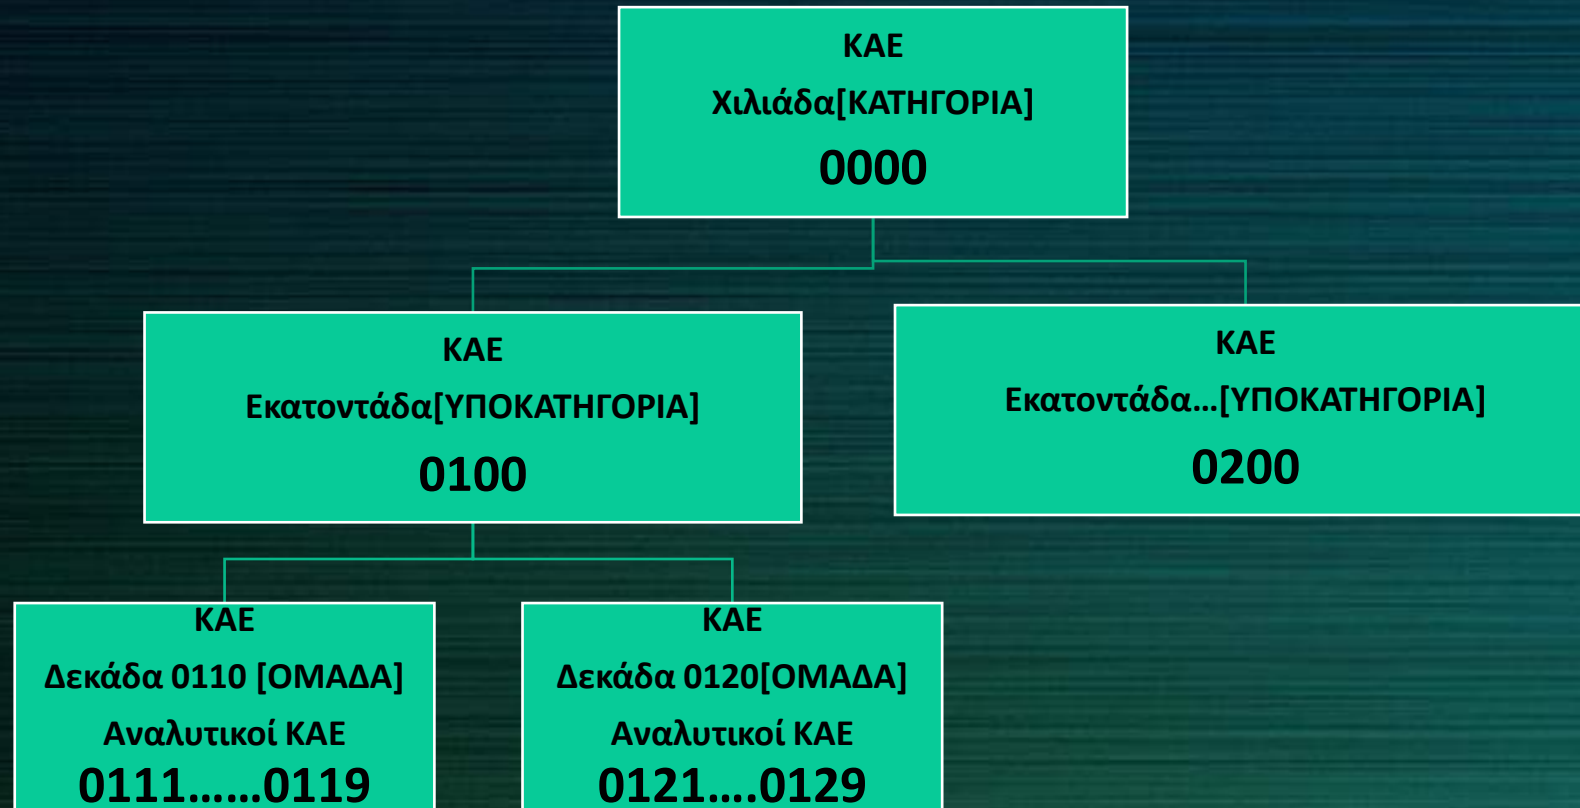 ΚΑΕ
Χιλιάδα[ΚΑΤΗΓΟΡΙΑ]
0000
ΚΑΕ
Εκατοντάδα[ΥΠΟΚΑΤΗΓΟΡΙΑ]
0100
ΚΑΕ
Εκατοντάδα...[ΥΠΟΚΑΤΗΓΟΡΙΑ]
0200
ΚΑΕ
Δεκάδα 0110 [ΟΜΑΔΑ]
Αναλυτικοί ΚΑΕ
0111......0119
ΚΑΕ
Δεκάδα 0120[ΟΜΑΔΑ]
Αναλυτικοί ΚΑΕ
0121....0129